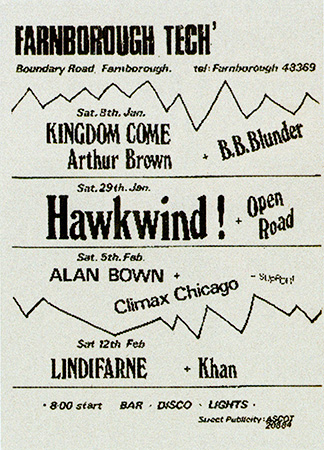 FARNBOROUGH TECH'
Boundary Road, Farnborough. tel: Farnborough 48369
Sat. 8th. Jan.
KINGDOM COME
Arthur Brown + B.B. Blunder
Sat. 29th. Jan.
Hawkwind! + Open Road
Sat. 5th. Feb.
ALAN BOWN + - SUPPORT
Climax Chicago
Sat 12th Feb
LINDIFARNE + Khan
· 8·00 start BAR · DISCO · LIGHTS ·
Sweet Publicity: ASCOT
20884